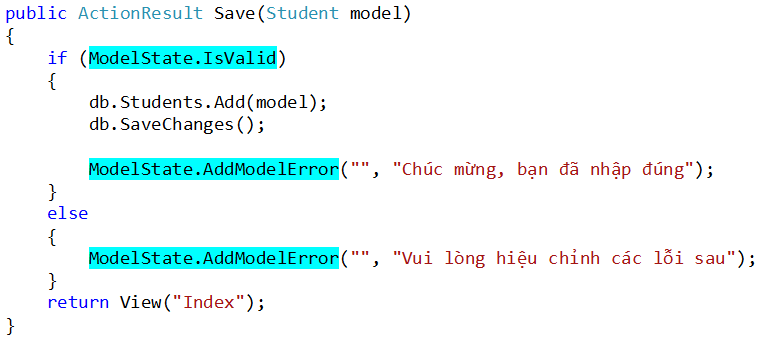 public ActionResult Save(Student model)
{
    if (ModelState.IsValid)
    {
        db.Students.Add(model);
        db.SaveChanges();

        ModelState.AddModelError("", "Chúc mừng, bạn đã nhập đúng");
    }
    else
    {
        ModelState.AddModelError("", "Vui lòng hiệu chỉnh các lỗi sau");
    }
    return View("Index");
}